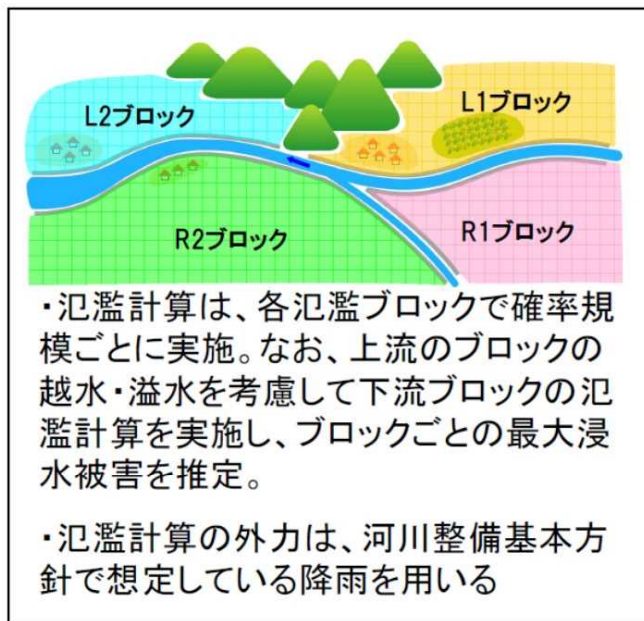 L2ブロック
L1ブロック
R2ブロック
R1ブロック
・氾濫計算は、各氾濫ブロックで確率規
模ごとに実施。なお、上流のブロックの
越水・溢水を考慮して下流ブロックの氾
濫計算を実施し、ブロックごとの最大浸
水被害を推定。
・氾濫計算の外力は、河川整備基本方
針で想定している降雨を用いる